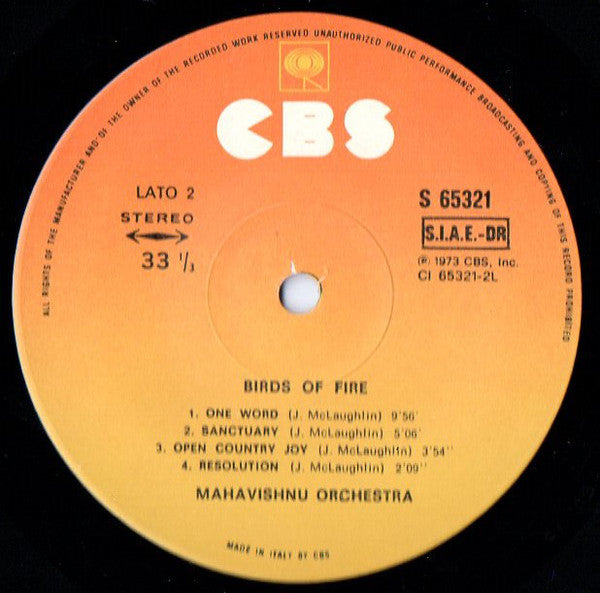 ALL RIGHTS OF THE MANUFACTURER AND OF THE OWNER OF THE RECORDED WORK RESERVED UNAUTHORIZED PUBLIC PERFORMANCE BROADCASTING AND COPYING OF THIS RECORD PROHIBITED
CBS
LATO 2
STEREO
33 1/3
S 65321
S.I.A.E.-DR
℗ 1973 CBS, Inc.
CI 65321-2L
BIRDS OF FIRE
1. ONE WORD (J. McLaughlin) 9'56'
2. SANCTUARY (J. McLaughlin) 5'06'
3. OPEN COUNTRY JOY (J. McLaughlin) 3'54''
4. RESOLUTION (J. McLaughlin) 2'09''
MAHAVISHNU ORCHESTRA
MADE IN ITALY BY CBS